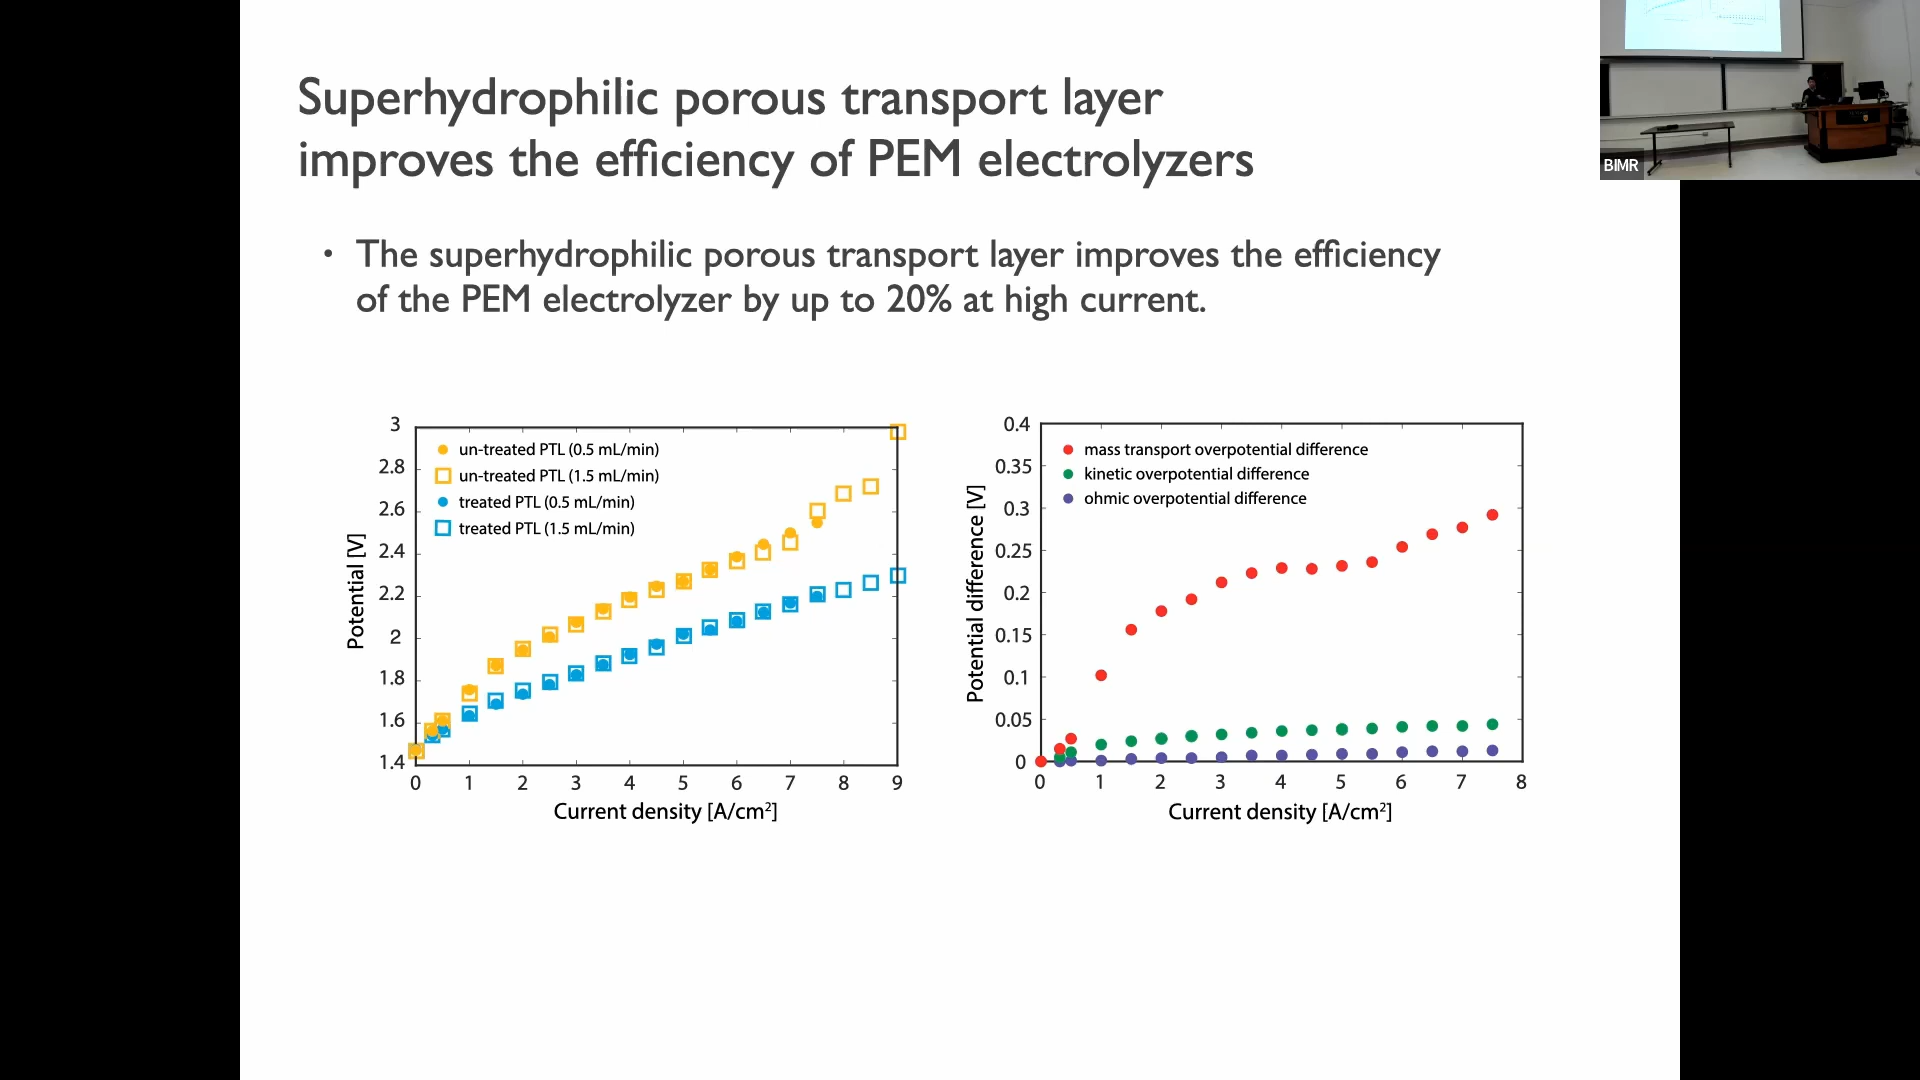 Superhydrophilic porous transport layer
improves the efficiency of PEM electrolyzers
• The superhydrophilic porous transport layer improves the efficiency
of the PEM electrolyzer by up to 20% at high current.
BIMR
3
2.8
2.6
2.4
2.2
2
1.8
1.6
1.4
Potential [V]
un-treated PTL (0.5 mL/min)
un-treated PTL (1.5 mL/min)
treated PTL (0.5 mL/min)
treated PTL (1.5 mL/min)
0 1 2 3 4 5 6 7 8 9
Current density [A/cm²]
0.4
0.35
0.3
0.25
0.2
0.15
0.1
0.05
0
Potential difference [V]
mass transport overpotential difference
kinetic overpotential difference
ohmic overpotential difference
0 1 2 3 4 5 6 7 8
Current density [A/cm²]